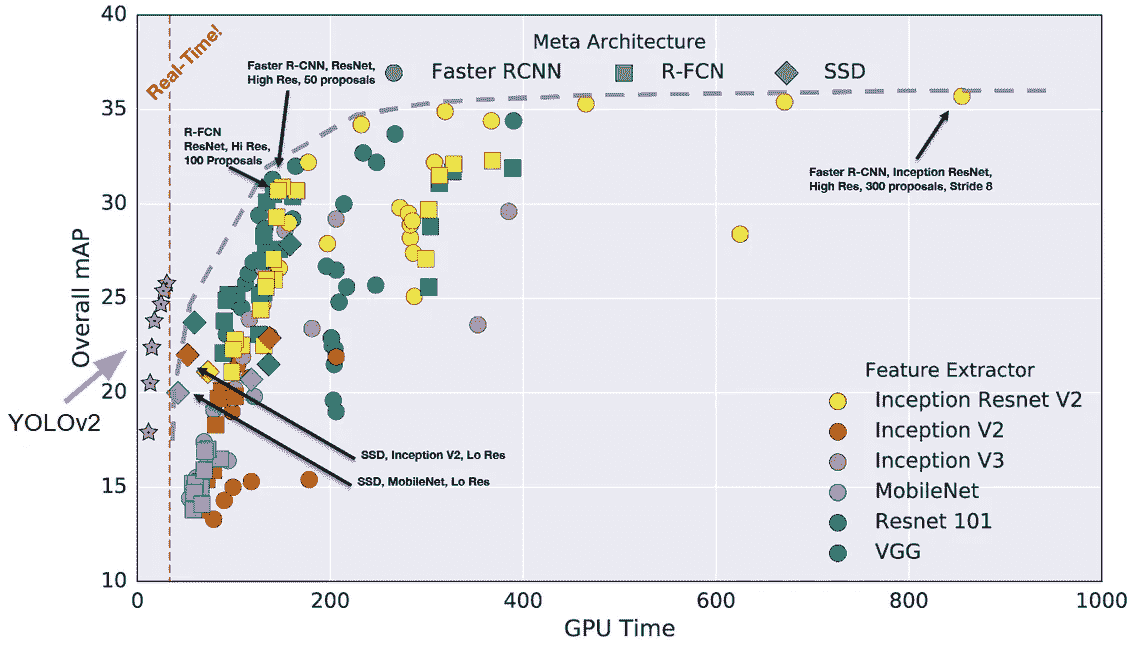 40
35
30
25
20
15
10
0
200
400
600
800
1000
Overall mAP
GPU Time
Real-Time!
YOLOv2
Meta Architecture
Faster RCNN
R-FCN
SSD
Faster R-CNN, ResNet,
High Res, 50 proposals
R-FCN
ResNet, Hi Res,
100 Proposals
Faster R-CNN, Inception ResNet,
High Res, 300 proposals, Stride 8
SSD, Inception V2, Lo Res
SSD, MobileNet, Lo Res
Feature Extractor
Inception Resnet V2
Inception V2
Inception V3
MobileNet
Resnet 101
VGG